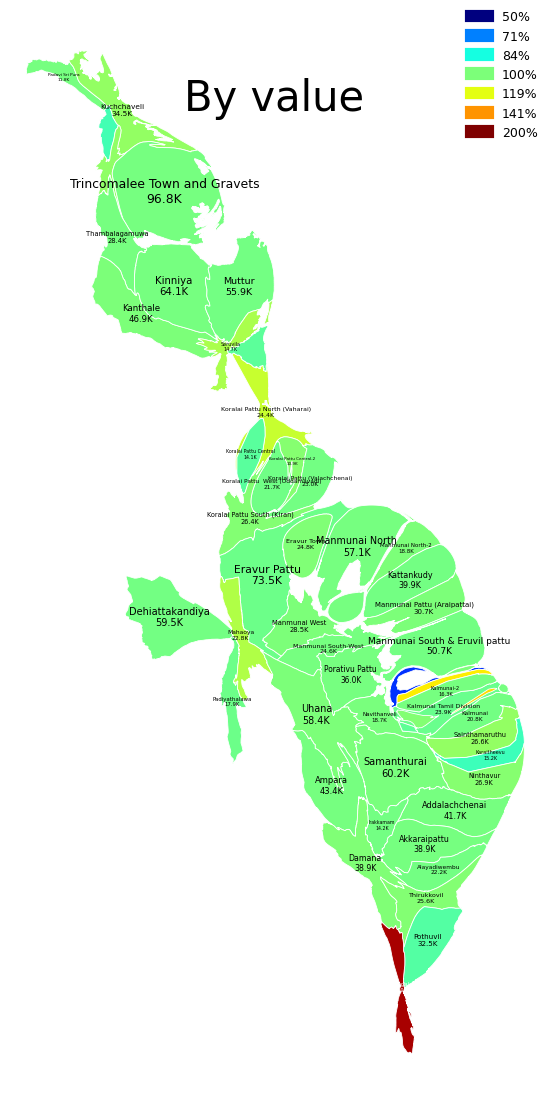 50%
71%
84%
100%
119%
141%
200%
By value
Padavi Sri Pura
11.8K
Kuchchaveli
34.5K
Trincomalee Town and Gravets
96.8K
Thambalagamuwa
28.4K
Kinniya
64.1K
Muttur
55.9K
Kanthale
46.9K
Seruvila
14.7K
Koralai Pattu North (Vaharai)
24.4K
Koralai Pattu Central
14.1K
Koralai Pattu Central-2
Koralai Pattu (Valachchenai)
23.0K
Koralai Pattu West
21.7K
Koralai Pattu South (Kiran)
26.4K
Eravur Town
24.8K
Manmunai North
57.1K
Manmunai North-2
18.8K
Eravur Pattu
73.5K
Kattankudy
39.9K
Manmunai Pattu (Araipattai)
30.7K
Dehiattakandiya
59.5K
Manmunai West
28.5K
Mahaoya
22.8K
Manmunai South-West
24.6K
Manmunai South & Eruvil pattu
50.7K
Porativu Pattu
36.0K
Kalmunai-2
16.3K
Padiyathalawa
17.9K
Kalmunai Tamil Division
23.9K
Navithanveli
18.7K
Kalmunai
20.8K
Uhana
58.4K
Sainthamaruthu
26.6K
Karaitheevu
15.2K
Samanthurai
60.2K
Ninthavur
26.9K
Ampara
43.4K
Addalachchenai
41.7K
Irakkamam
14.2K
Akkaraipattu
38.9K
Damana
38.9K
Alayadiwembu
22.2K
Thirukkovil
25.6K
Pothuvil
32.5K